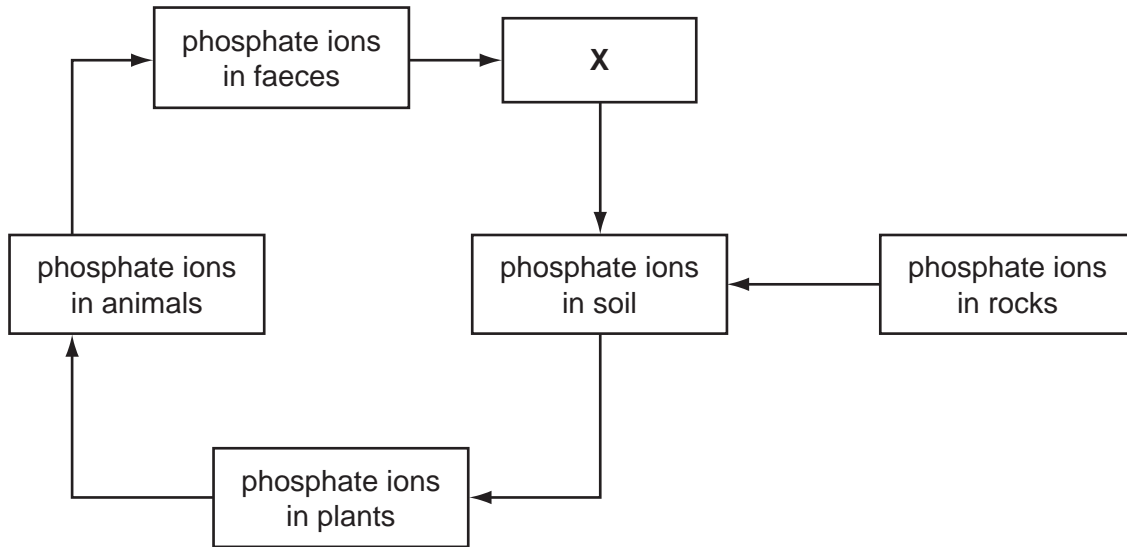 phosphate ions
in faeces
X
phosphate ions
in animals
phosphate ions
in soil
phosphate ions
in rocks
phosphate ions
in plants